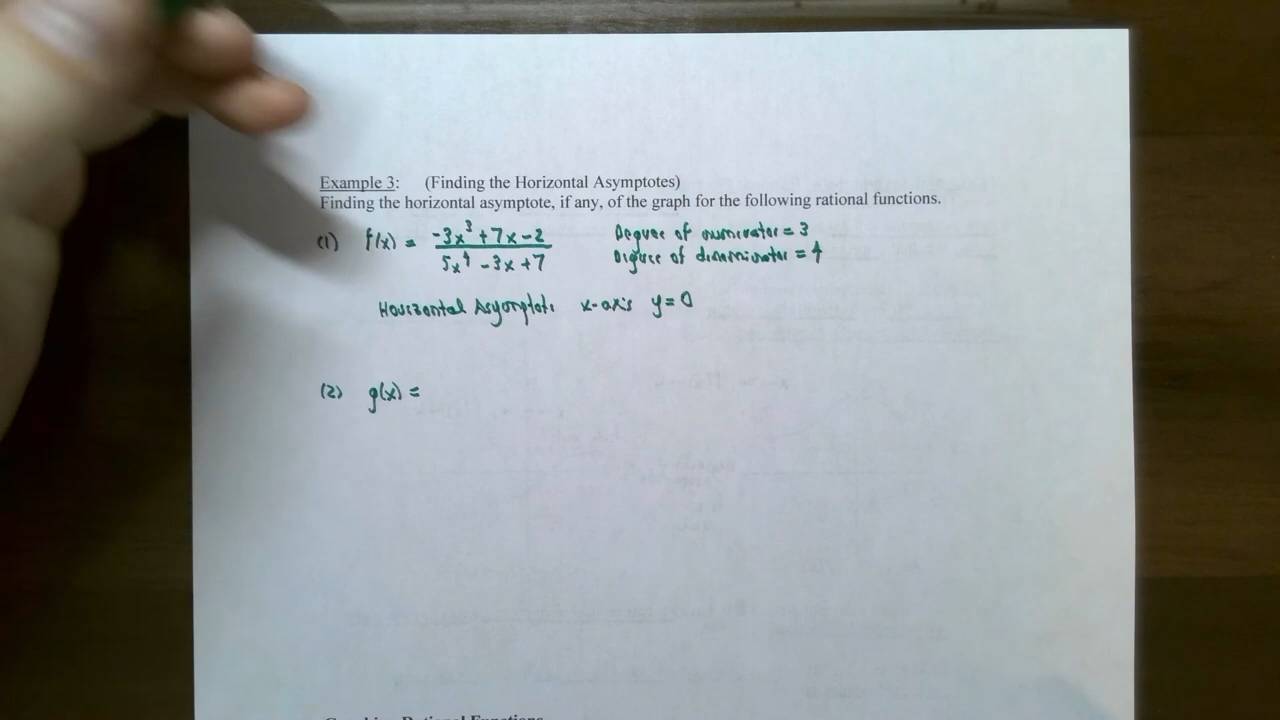 Example 3: (Finding the Horizontal Asymptotes)
Finding the horizontal asymptote, if any, of the graph for the following rational functions.
(1) f(x) = (-3x³ + 7x - 2)/(5x⁴ - 3x + 7) Degree of numerator = 3
Degree of denominator = 4
Horizontal Asymptote x-axis y = 0
(2) g(x) =
Rational Functions